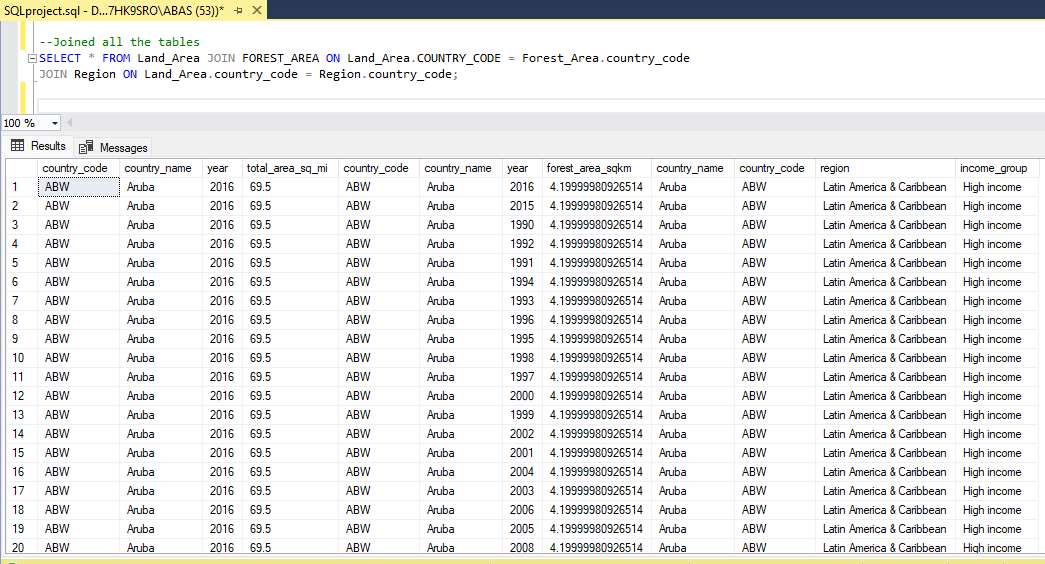 SQLproject.sql - D...7HK9SRO\ABAS (53))*
--Joined all the tables
SELECT * FROM Land_Area JOIN FOREST_AREA ON Land_Area.COUNTRY_CODE = Forest_Area.country_code
JOIN Region ON Land_Area.country_code = Region.country_code;
100 %
Results Messages
country_code country_name year total_area_sq_mi country_code country_name year forest_area_sqkm country_name country_code region income_group
1 ABW Aruba 2016 69.5 ABW Aruba 2016 4.19999980926514 Aruba ABW Latin America & Caribbean High income
2 ABW Aruba 2016 69.5 ABW Aruba 2015 4.19999980926514 Aruba ABW Latin America & Caribbean High income
3 ABW Aruba 2016 69.5 ABW Aruba 1990 4.19999980926514 Aruba ABW Latin America & Caribbean High income
4 ABW Aruba 2016 69.5 ABW Aruba 1992 4.19999980926514 Aruba ABW Latin America & Caribbean High income
5 ABW Aruba 2016 69.5 ABW Aruba 1991 4.19999980926514 Aruba ABW Latin America & Caribbean High income
6 ABW Aruba 2016 69.5 ABW Aruba 1994 4.19999980926514 Aruba ABW Latin America & Caribbean High income
7 ABW Aruba 2016 69.5 ABW Aruba 1993 4.19999980926514 Aruba ABW Latin America & Caribbean High income
8 ABW Aruba 2016 69.5 ABW Aruba 1996 4.19999980926514 Aruba ABW Latin America & Caribbean High income
9 ABW Aruba 2016 69.5 ABW Aruba 1995 4.19999980926514 Aruba ABW Latin America & Caribbean High income
10 ABW Aruba 2016 69.5 ABW Aruba 1998 4.19999980926514 Aruba ABW Latin America & Caribbean High income
11 ABW Aruba 2016 69.5 ABW Aruba 1997 4.19999980926514 Aruba ABW Latin America & Caribbean High income
12 ABW Aruba 2016 69.5 ABW Aruba 2000 4.19999980926514 Aruba ABW Latin America & Caribbean High income
13 ABW Aruba 2016 69.5 ABW Aruba 1999 4.19999980926514 Aruba ABW Latin America & Caribbean High income
14 ABW Aruba 2016 69.5 ABW Aruba 2002 4.19999980926514 Aruba ABW Latin America & Caribbean High income
15 ABW Aruba 2016 69.5 ABW Aruba 2001 4.19999980926514 Aruba ABW Latin America & Caribbean High income
16 ABW Aruba 2016 69.5 ABW Aruba 2004 4.19999980926514 Aruba ABW Latin America & Caribbean High income
17 ABW Aruba 2016 69.5 ABW Aruba 2003 4.19999980926514 Aruba ABW Latin America & Caribbean High income
18 ABW Aruba 2016 69.5 ABW Aruba 2006 4.19999980926514 Aruba ABW Latin America & Caribbean High income
19 ABW Aruba 2016 69.5 ABW Aruba 2005 4.19999980926514 Aruba ABW Latin America & Caribbean High income
20 ABW Aruba 2016 69.5 ABW Aruba 2008 4.19999980926514 Aruba ABW Latin America & Caribbean High income